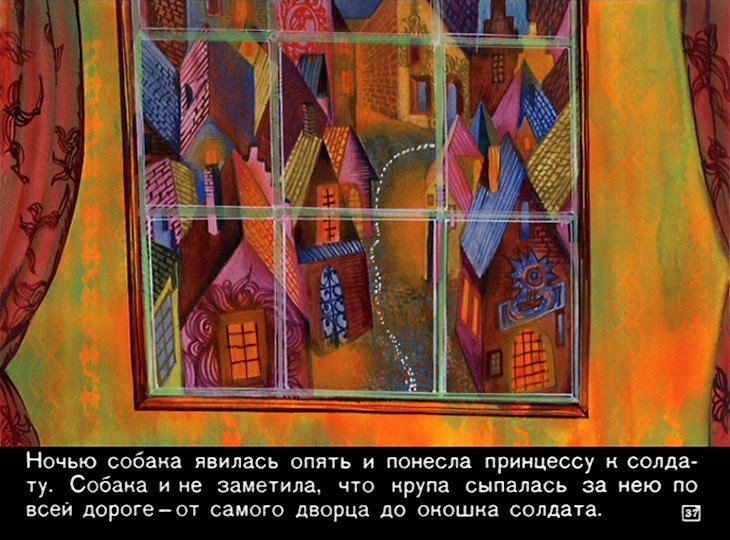 Ночью собака явилась опять и понесла принцессу к солда-
ту. Собака и не заметила, что крупа сыпалась за нею по
всей дороге – от самого дворца до окошка солдата.
37